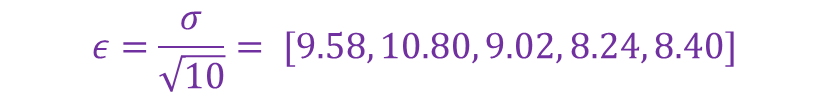 ϵ = σ/√10 = [9.58, 10.80, 9.02, 8.24, 8.40]